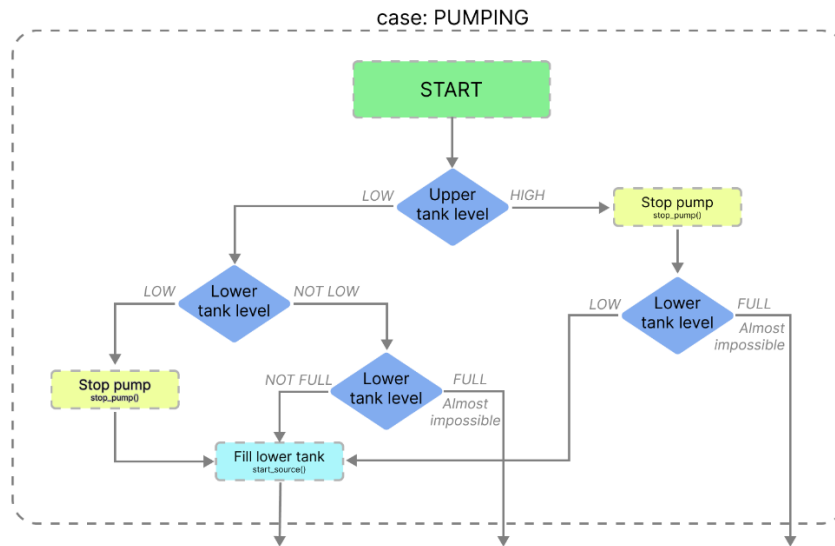 case: PUMPING
START
LOW
Upper
tank level
HIGH
Stop pump
stop_pump()
LOW
Lower
tank level
NOT LOW
LOW
Lower
tank level
FULL
Almost
impossible
Stop pump
stop_pump()
NOT FULL
Lower
tank level
FULL
Almost
impossible
Fill lower tank
start_source()